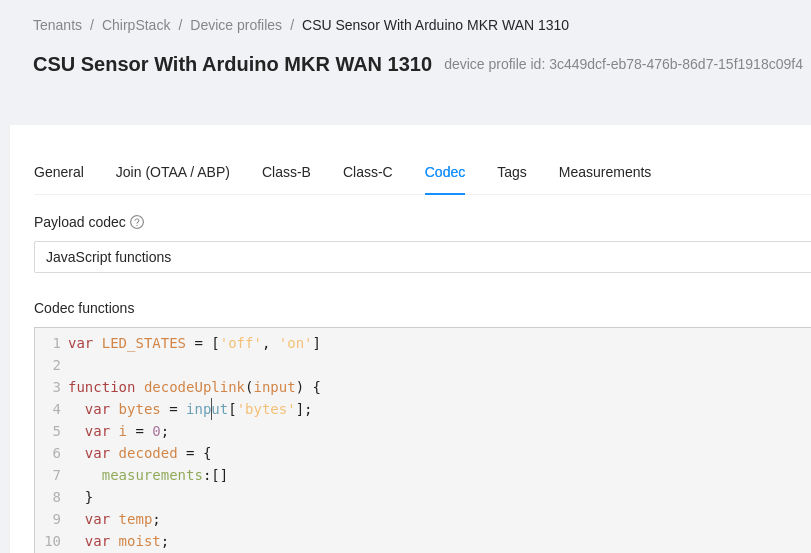 Tenants / ChirpStack / Device profiles / CSU Sensor With Arduino MKR WAN 1310
CSU Sensor With Arduino MKR WAN 1310 device profile id: 3c449dcf-eb78-476b-86d7-15f1918c09f4
General Join (OTAA / ABP) Class-B Class-C Codec Tags Measurements
Payload codec ?
JavaScript functions
Codec functions
1 var LED_STATES = ['off', 'on']
2
3 function decodeUplink(input) {
4   var bytes = input['bytes'];
5   var i = 0;
6   var decoded = {
7     measurements:[]
8   }
9   var temp;
10   var moist;